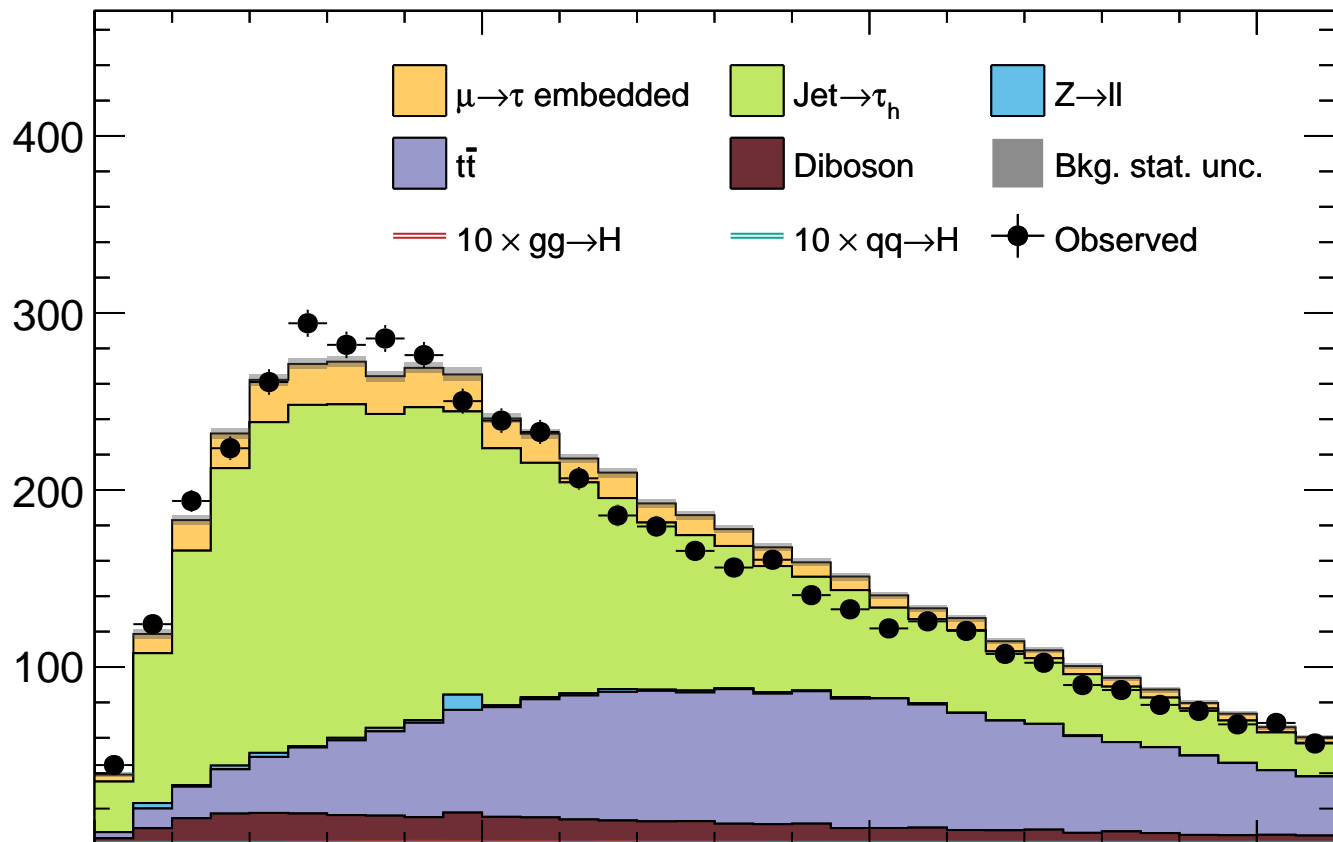 μ→τ embedded Jet→τₕ Z→ll
400
tt̄ Diboson Bkg. stat. unc.
10 × gg→H 10 × qq→H Observed
300
200
100